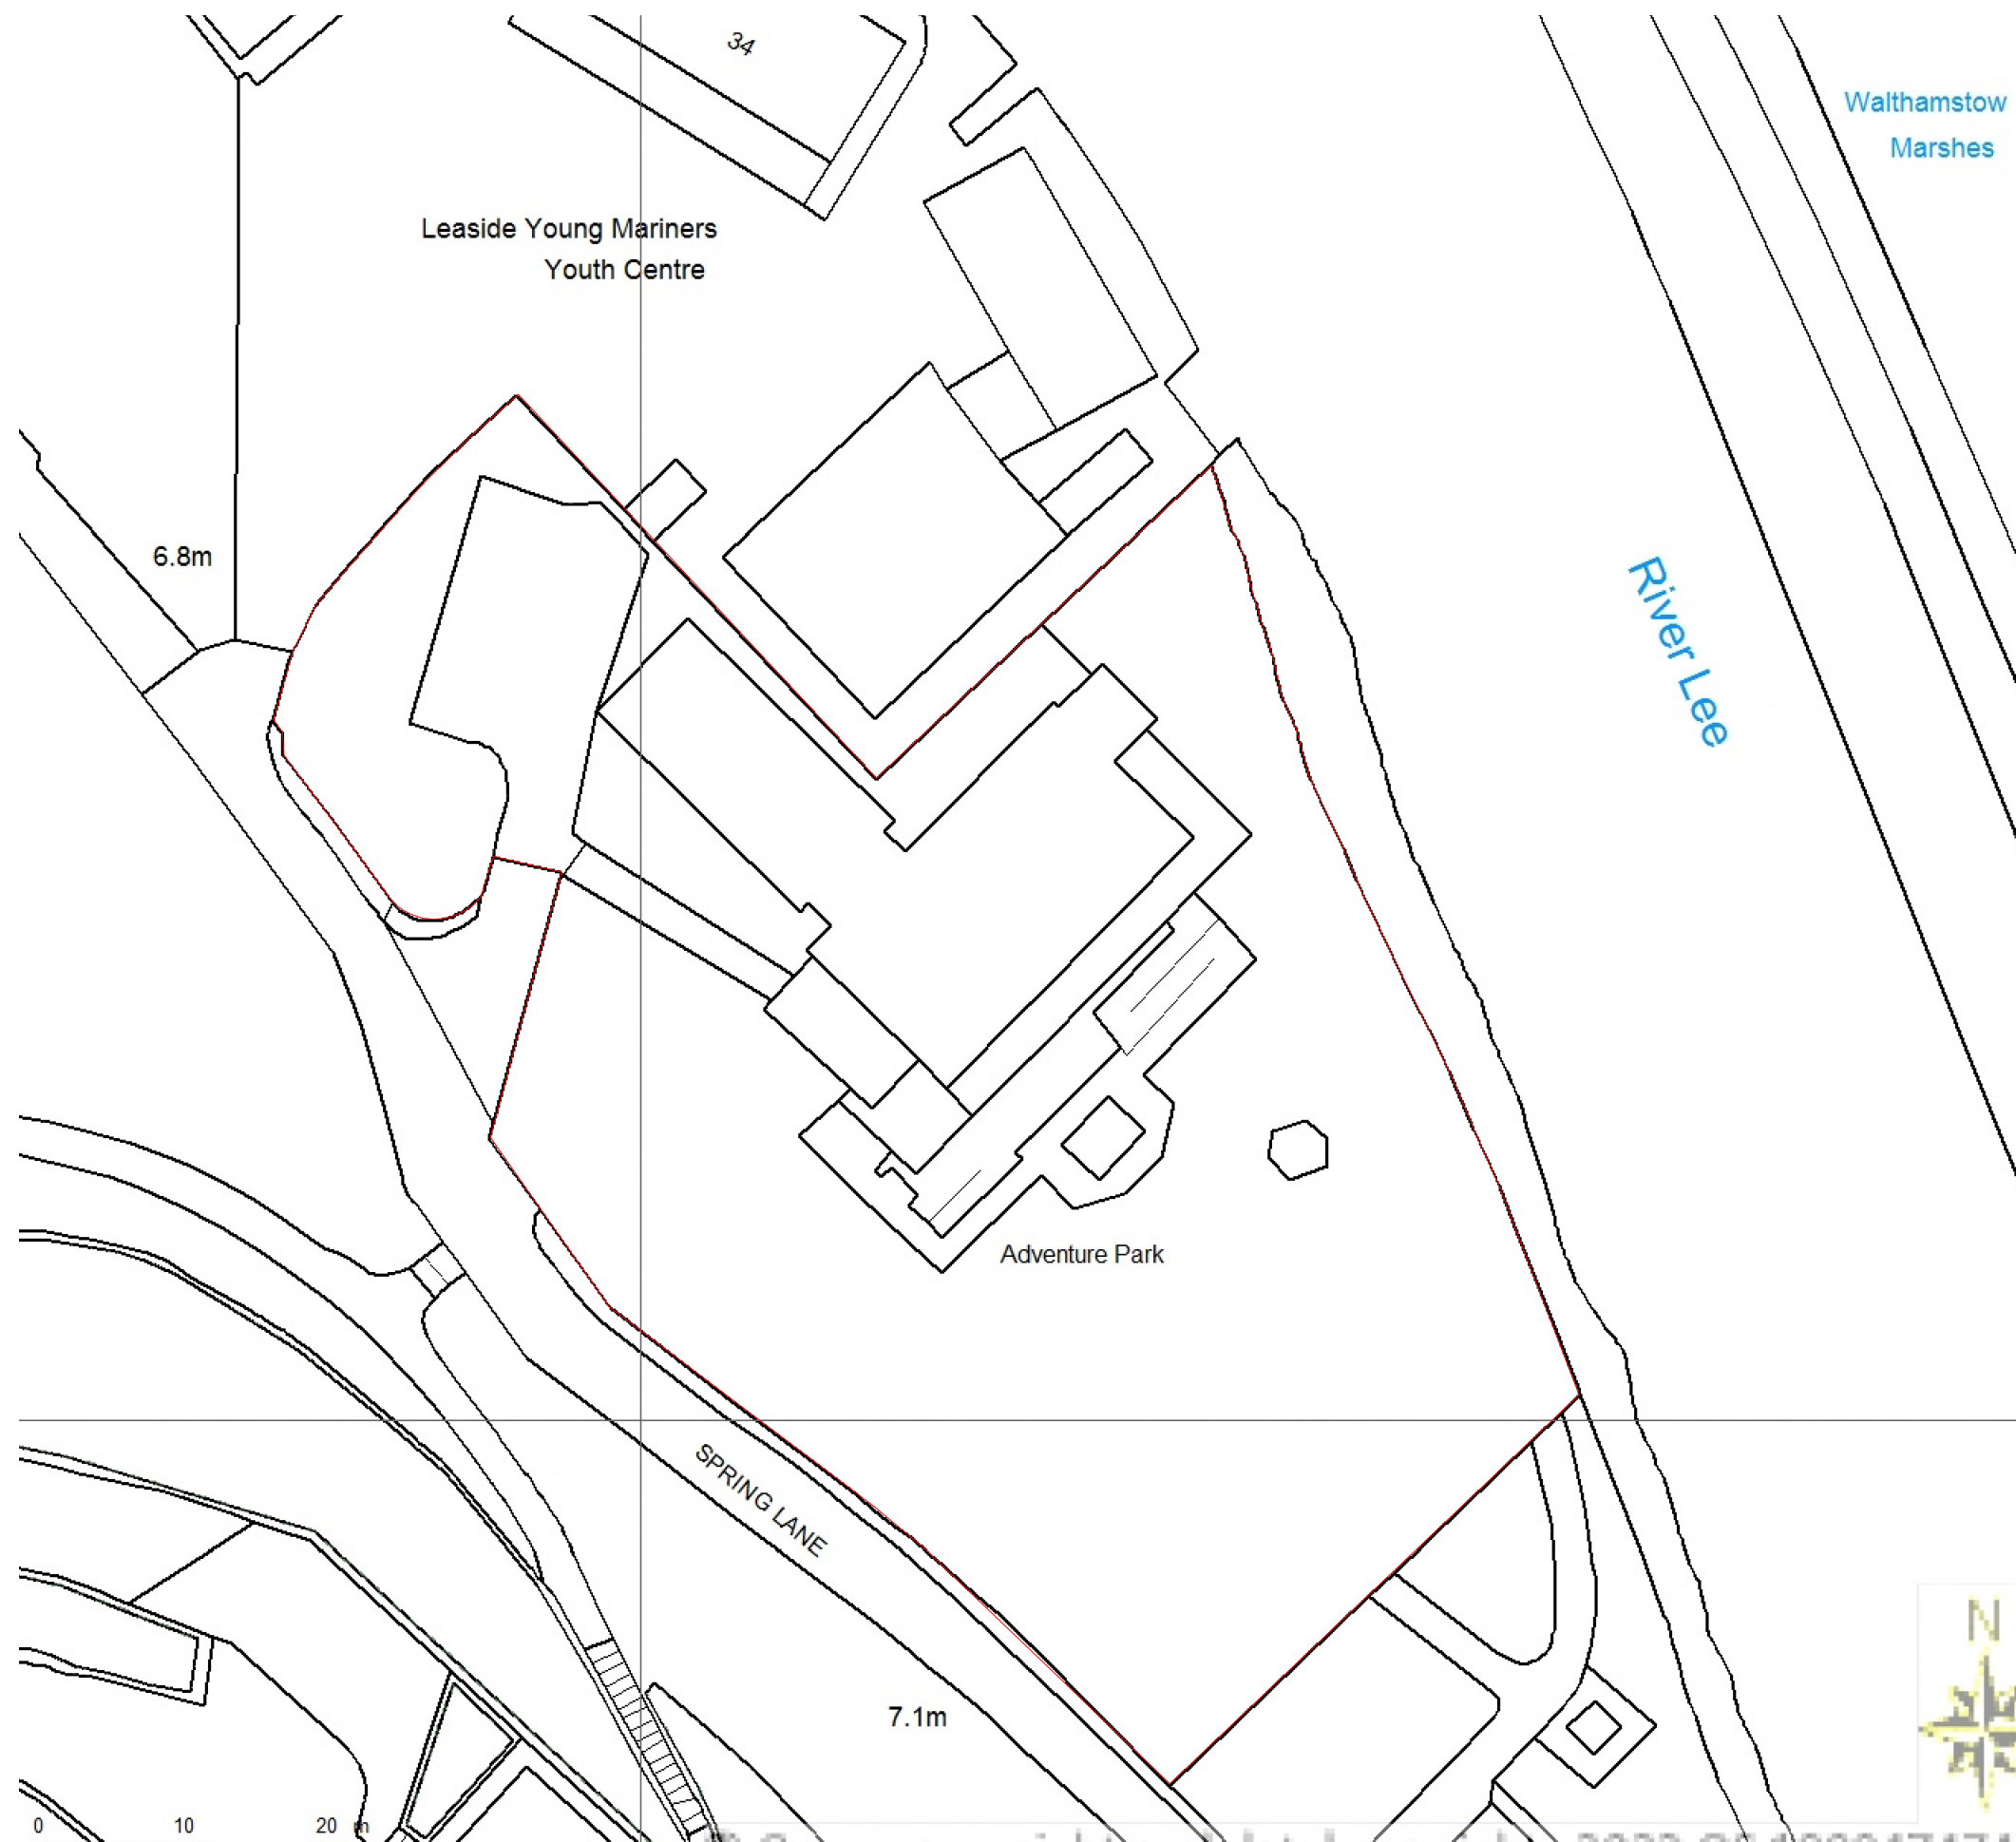 34
Walthamstow
Marshes
Leaside Young Mariners
Youth Centre
6.8m
River Lee
Adventure Park
SPRING LANE
N
7.1m
0 10 20 m